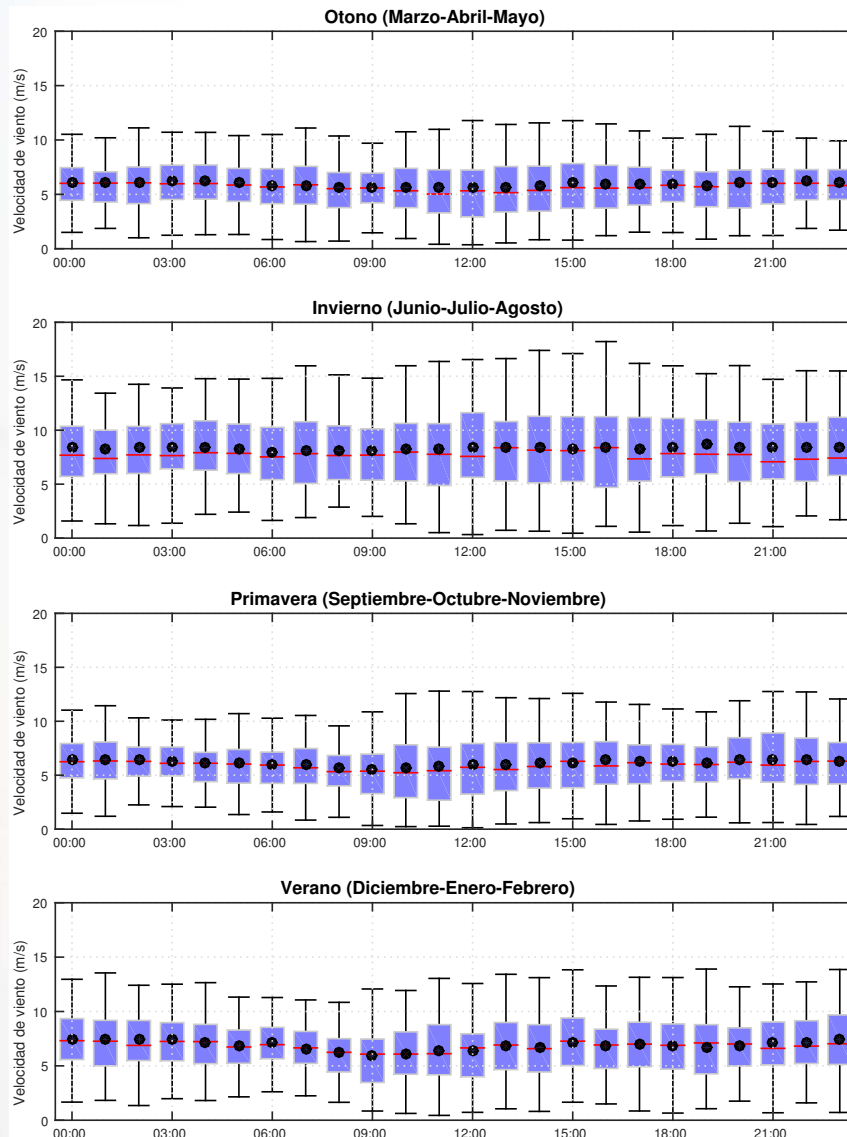 Otono (Marzo-Abril-Mayo)
Velocidad de viento (m/s)
20
15
10
5
0
00:00 03:00 06:00 09:00 12:00 15:00 18:00 21:00
Invierno (Junio-Julio-Agosto)
Velocidad de viento (m/s)
20
15
10
5
0
00:00 03:00 06:00 09:00 12:00 15:00 18:00 21:00
Primavera (Septiembre-Octubre-Noviembre)
Velocidad de viento (m/s)
20
15
10
5
0
00:00 03:00 06:00 09:00 12:00 15:00 18:00 21:00
Verano (Diciembre-Enero-Febrero)
Velocidad de viento (m/s)
20
15
10
5
0
00:00 03:00 06:00 09:00 12:00 15:00 18:00 21:00